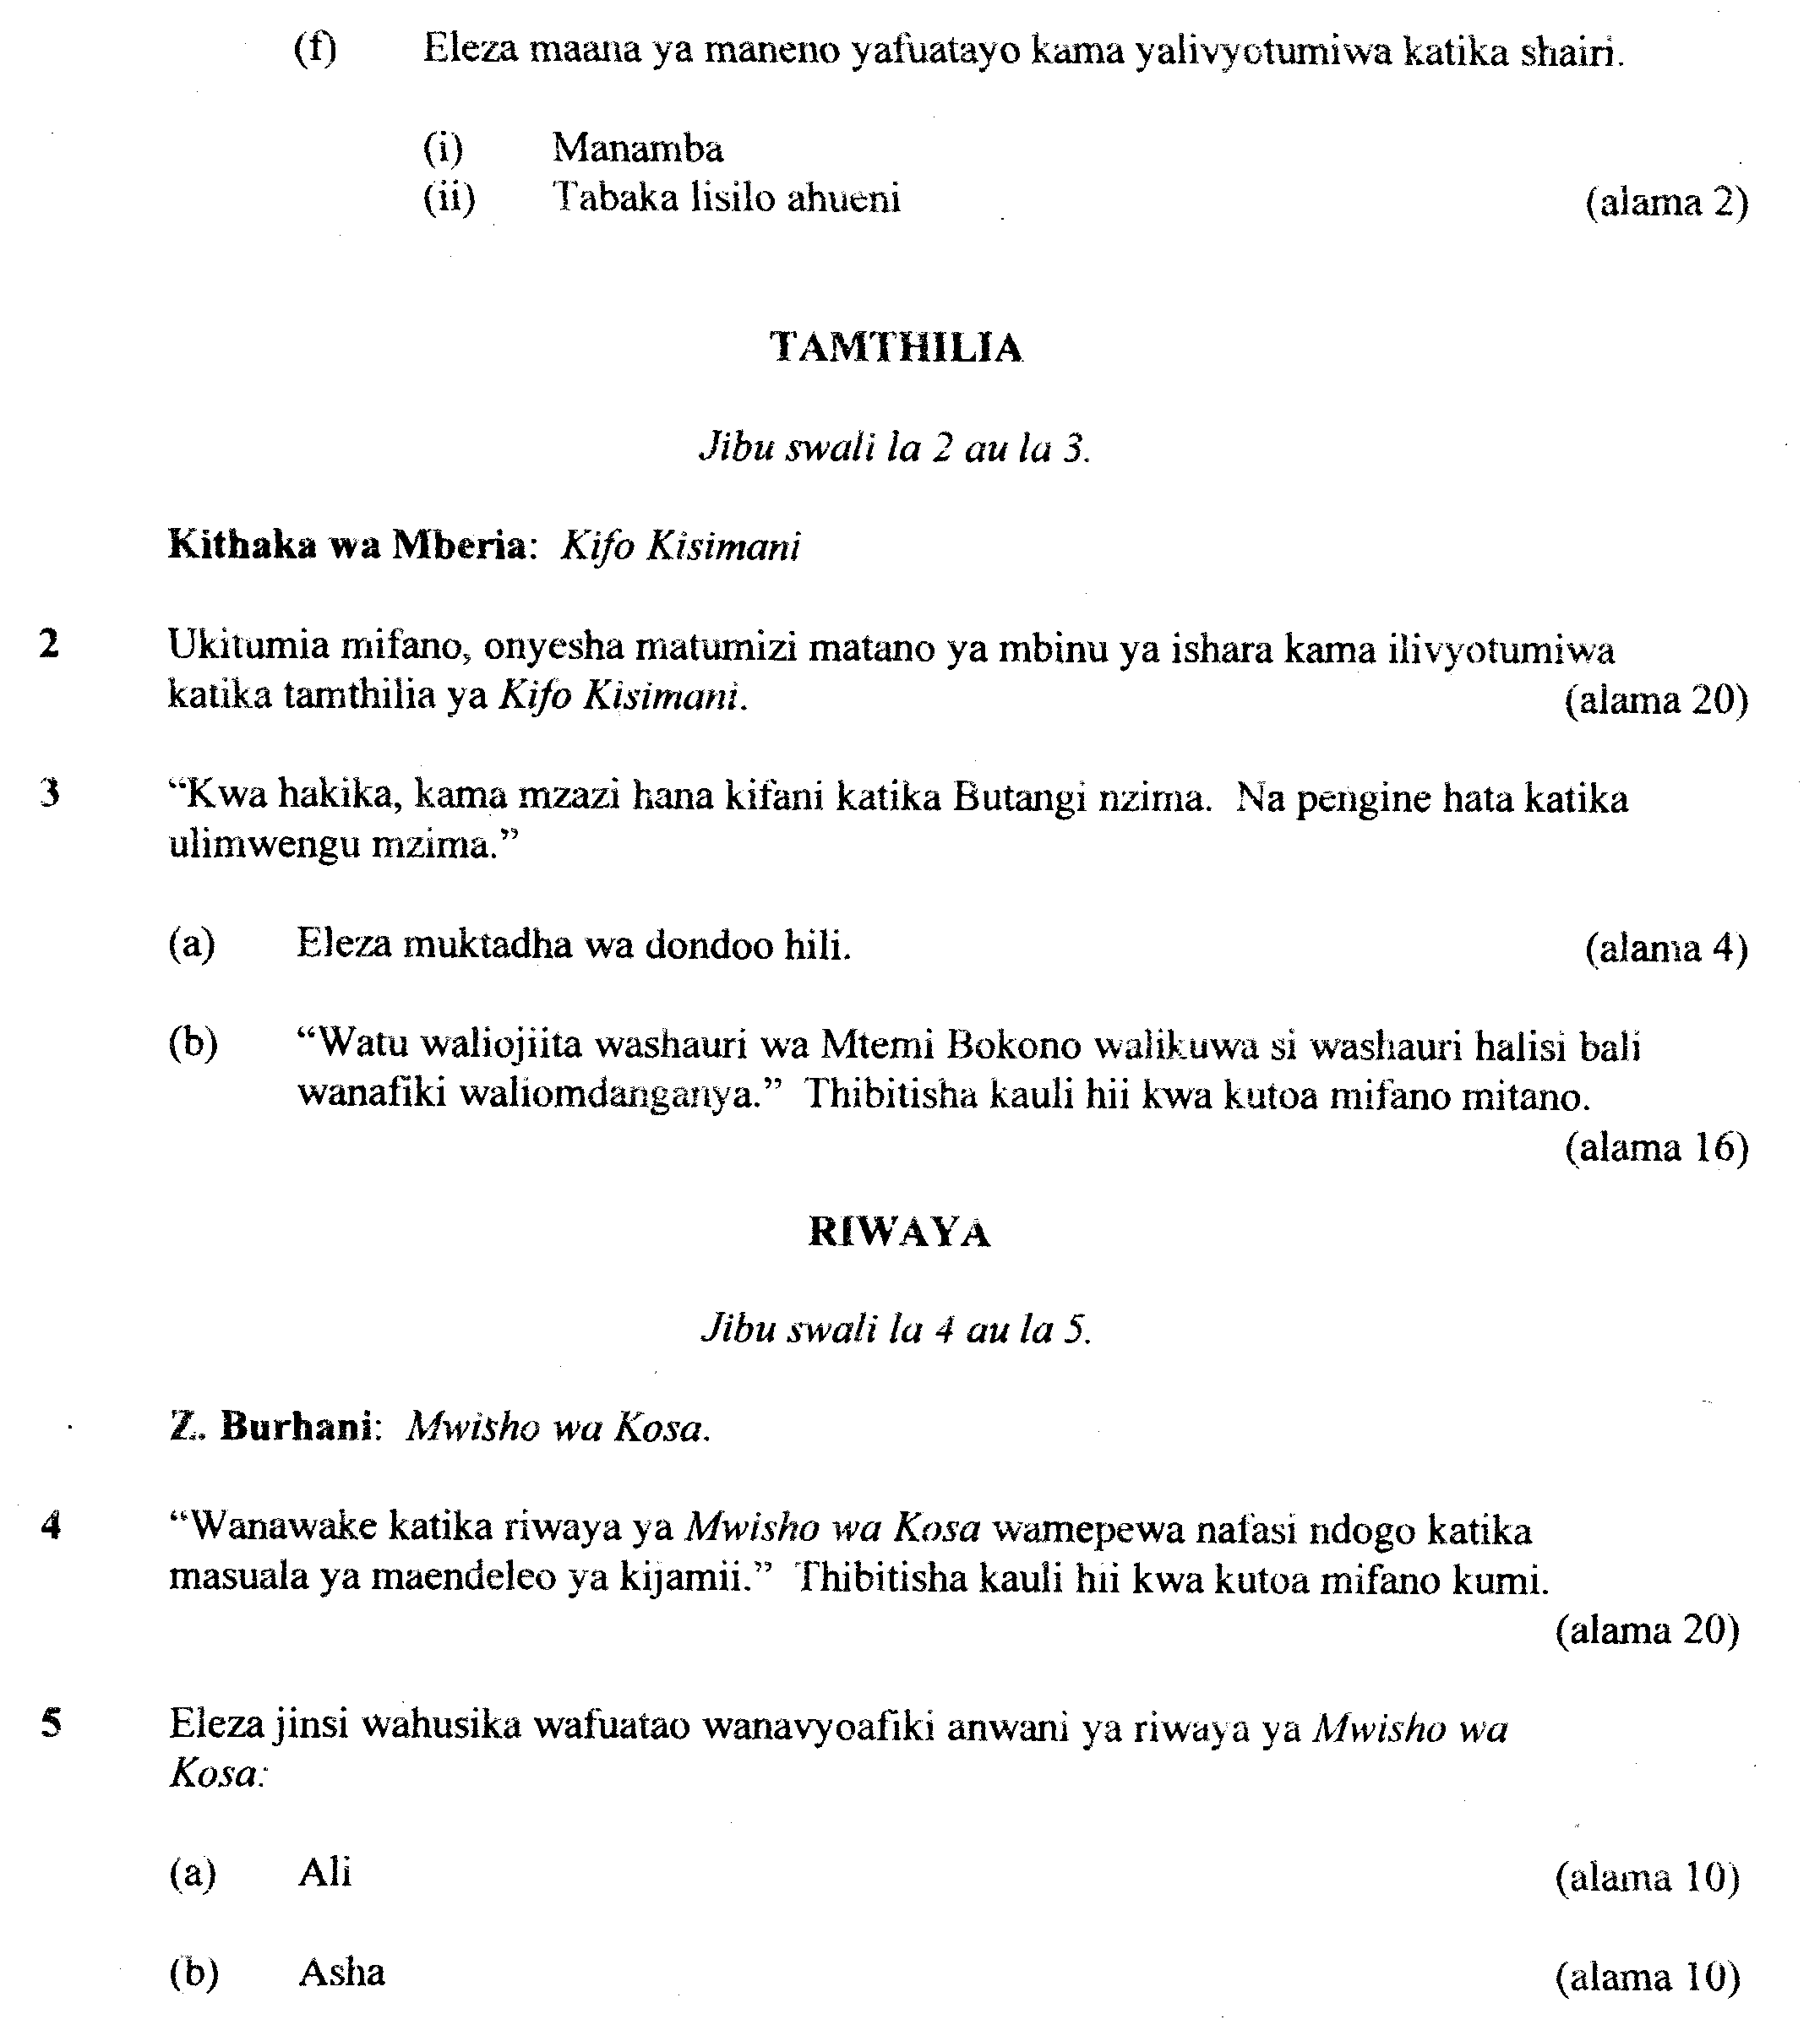 (f) Eleza maana ya maneno yafuatayo kama yalivyotumiwa katika shairi.
(i) Manamba
(ii) Tabaka lisilo ahueni (alama 2)
TAMTHILIA
Jibu swali la 2 au la 3.
Kithaka wa Mberia: Kifo Kisimani
2 Ukitumia mifano, onyesha matumizi matano ya mbinu ya ishara kama ilivyotumiwa
katika tamthilia ya Kifo Kisimani. (alama 20)
3 “Kwa hakika, kama mzazi hana kifani katika Butangi nzima. Na pengine hata katika
ulimwengu mzima.”
(a) Eleza muktadha wa dondoo hili. (alama 4)
(b) “Watu waliojiita washauri wa Mtemi Bokono walikuwa si washauri halisi bali
wanafiki waliomdanganya.” Thibitisha kauli hii kwa kutoa mifano mitano.
(alama 16)
RIWAYA
Jibu swali la 4 au la 5.
Z. Burhani: Mwisho wa Kosa.
4 “Wanawake katika riwaya ya Mwisho wa Kosa wamepewa nafasi ndogo katika
masuala ya maendeleo ya kijamii.” Thibitisha kauli hii kwa kutoa mifano kumi.
(alama 20)
5 Eleza jinsi wahusika wafuatao wanavyoafiki anwani ya riwaya ya Mwisho wa
Kosa:
(a) Ali (alama 10)
(b) Asha (alama 10)